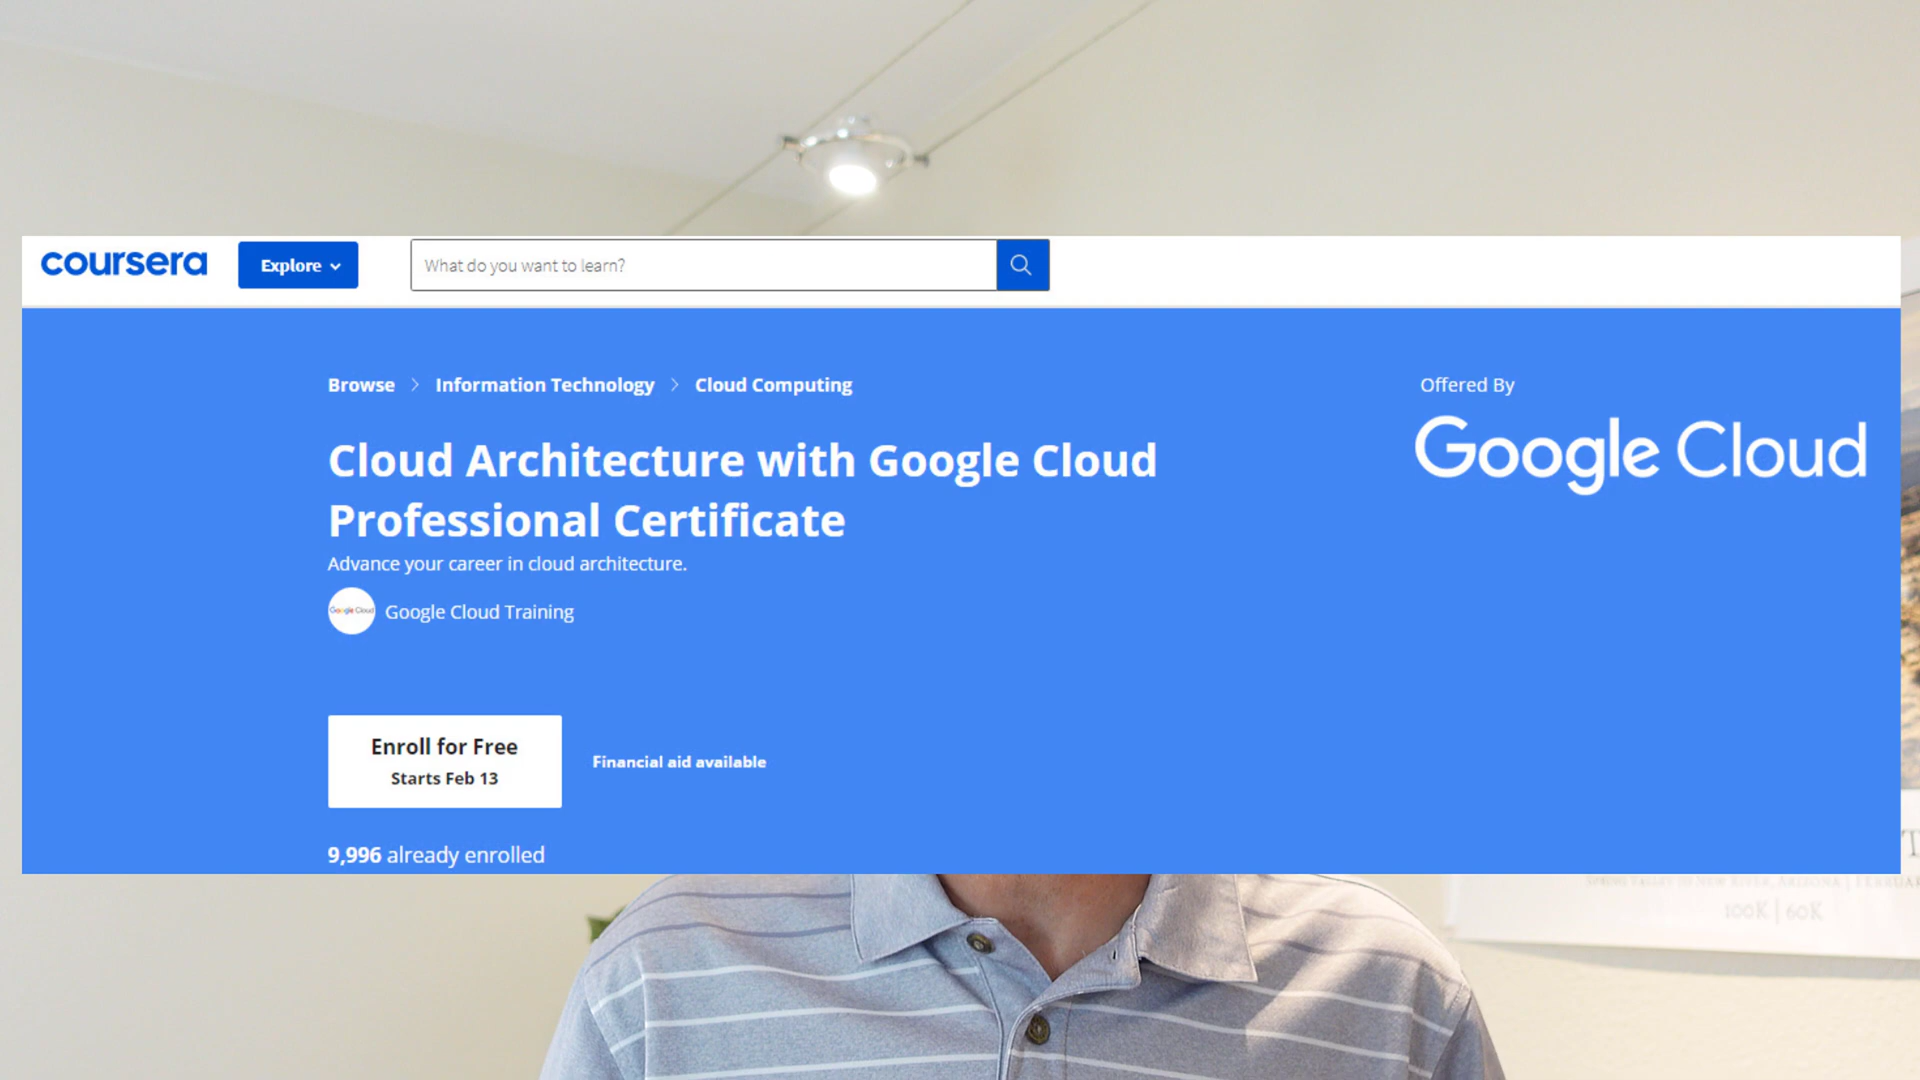 coursera
Explore
What do you want to learn?
Browse > Information Technology > Cloud Computing
Offered By
Google Cloud
Cloud Architecture with Google Cloud
Professional Certificate
Advance your career in cloud architecture.
Google Cloud
Google Cloud Training
Enroll for Free
Starts Feb 13
Financial aid available
9,996 already enrolled
100K | 60K